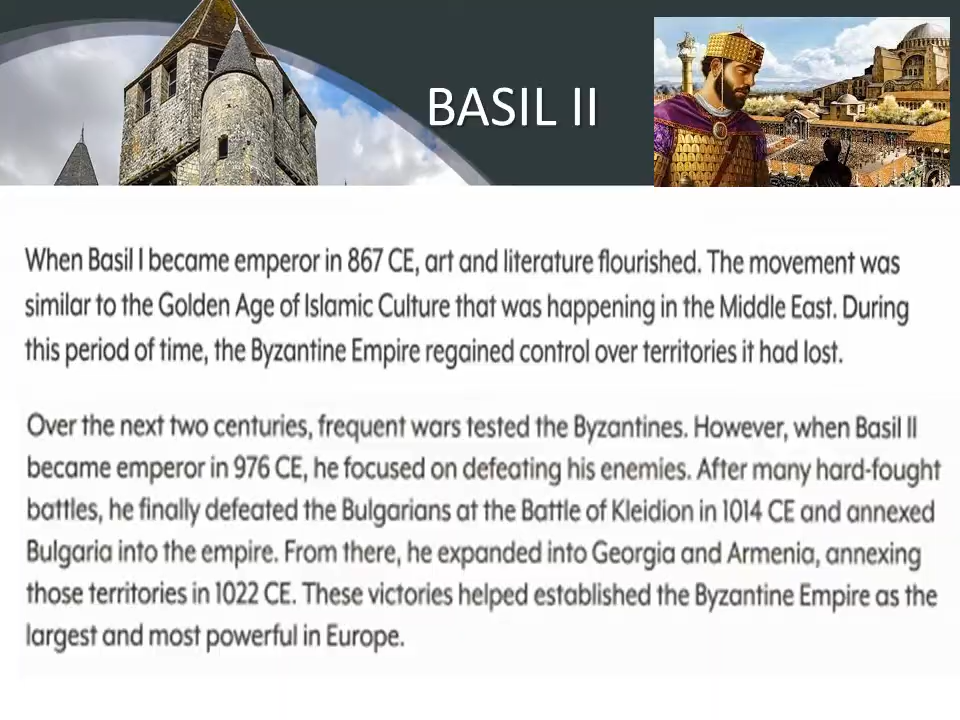 BASIL II
When Basil I became emperor in 867 CE, art and literature flourished. The movement was
similar to the Golden Age of Islamic Culture that was happening in the Middle East. During
this period of time, the Byzantine Empire regained control over territories it had lost.
Over the next two centuries, frequent wars tested the Byzantines. However, when Basil II
became emperor in 976 CE, he focused on defeating his enemies. After many hard-fought
battles, he finally defeated the Bulgarians at the Battle of Kleidion in 1014 CE and annexed
Bulgaria into the empire. From there, he expanded into Georgia and Armenia, annexing
those territories in 1022 CE. These victories helped established the Byzantine Empire as the
largest and most powerful in Europe.